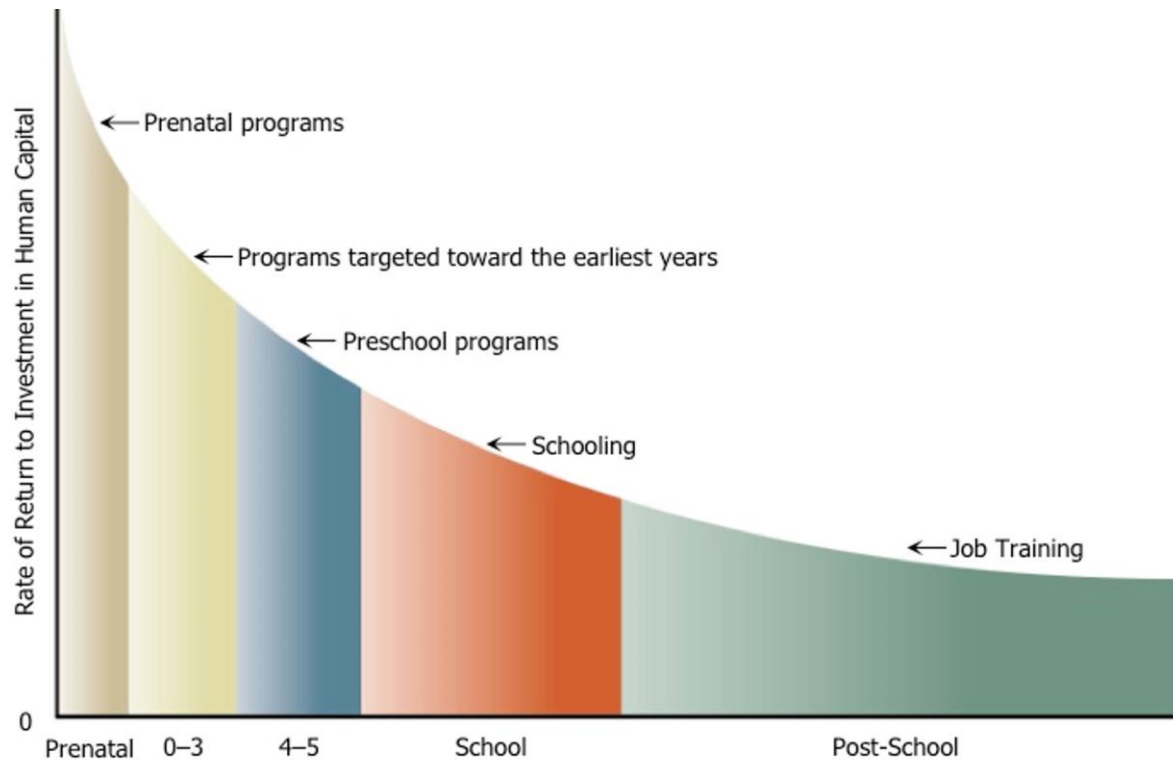 Rate of Return to Investment in Human Capital
Prenatal programs
Programs targeted toward the earliest years
Preschool programs
Schooling
Job Training
0
Prenatal
0–3
4–5
School
Post-School